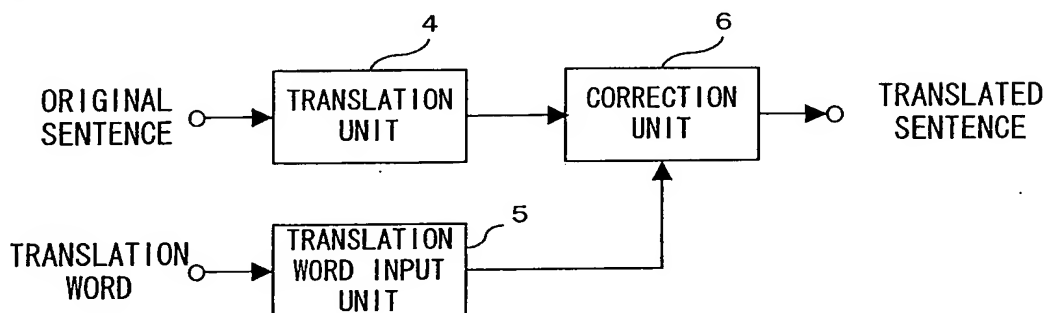 4
6
ORIGINAL
SENTENCE
TRANSLATION
UNIT
CORRECTION
UNIT
TRANSLATED
SENTENCE
5
TRANSLATION
WORD
TRANSLATION
WORD INPUT
UNIT